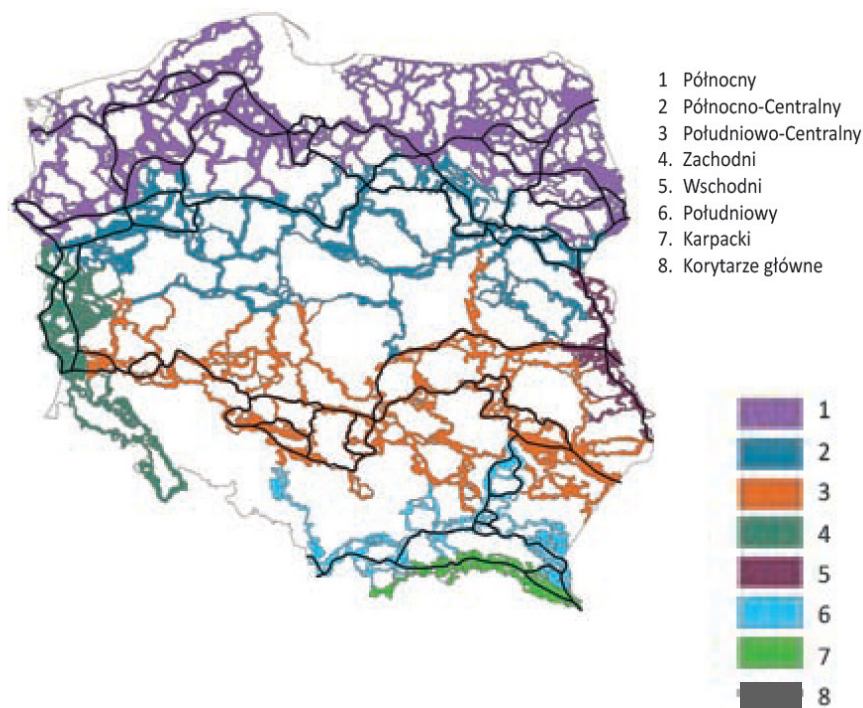 1 Północny
2 Północno-Centralny
3 Południowo-Centralny
4. Zachodni
5. Wschodni
6. Południowy
7. Karpacki
8. Korytarze główne
1
2
3
4
5
6
7
8